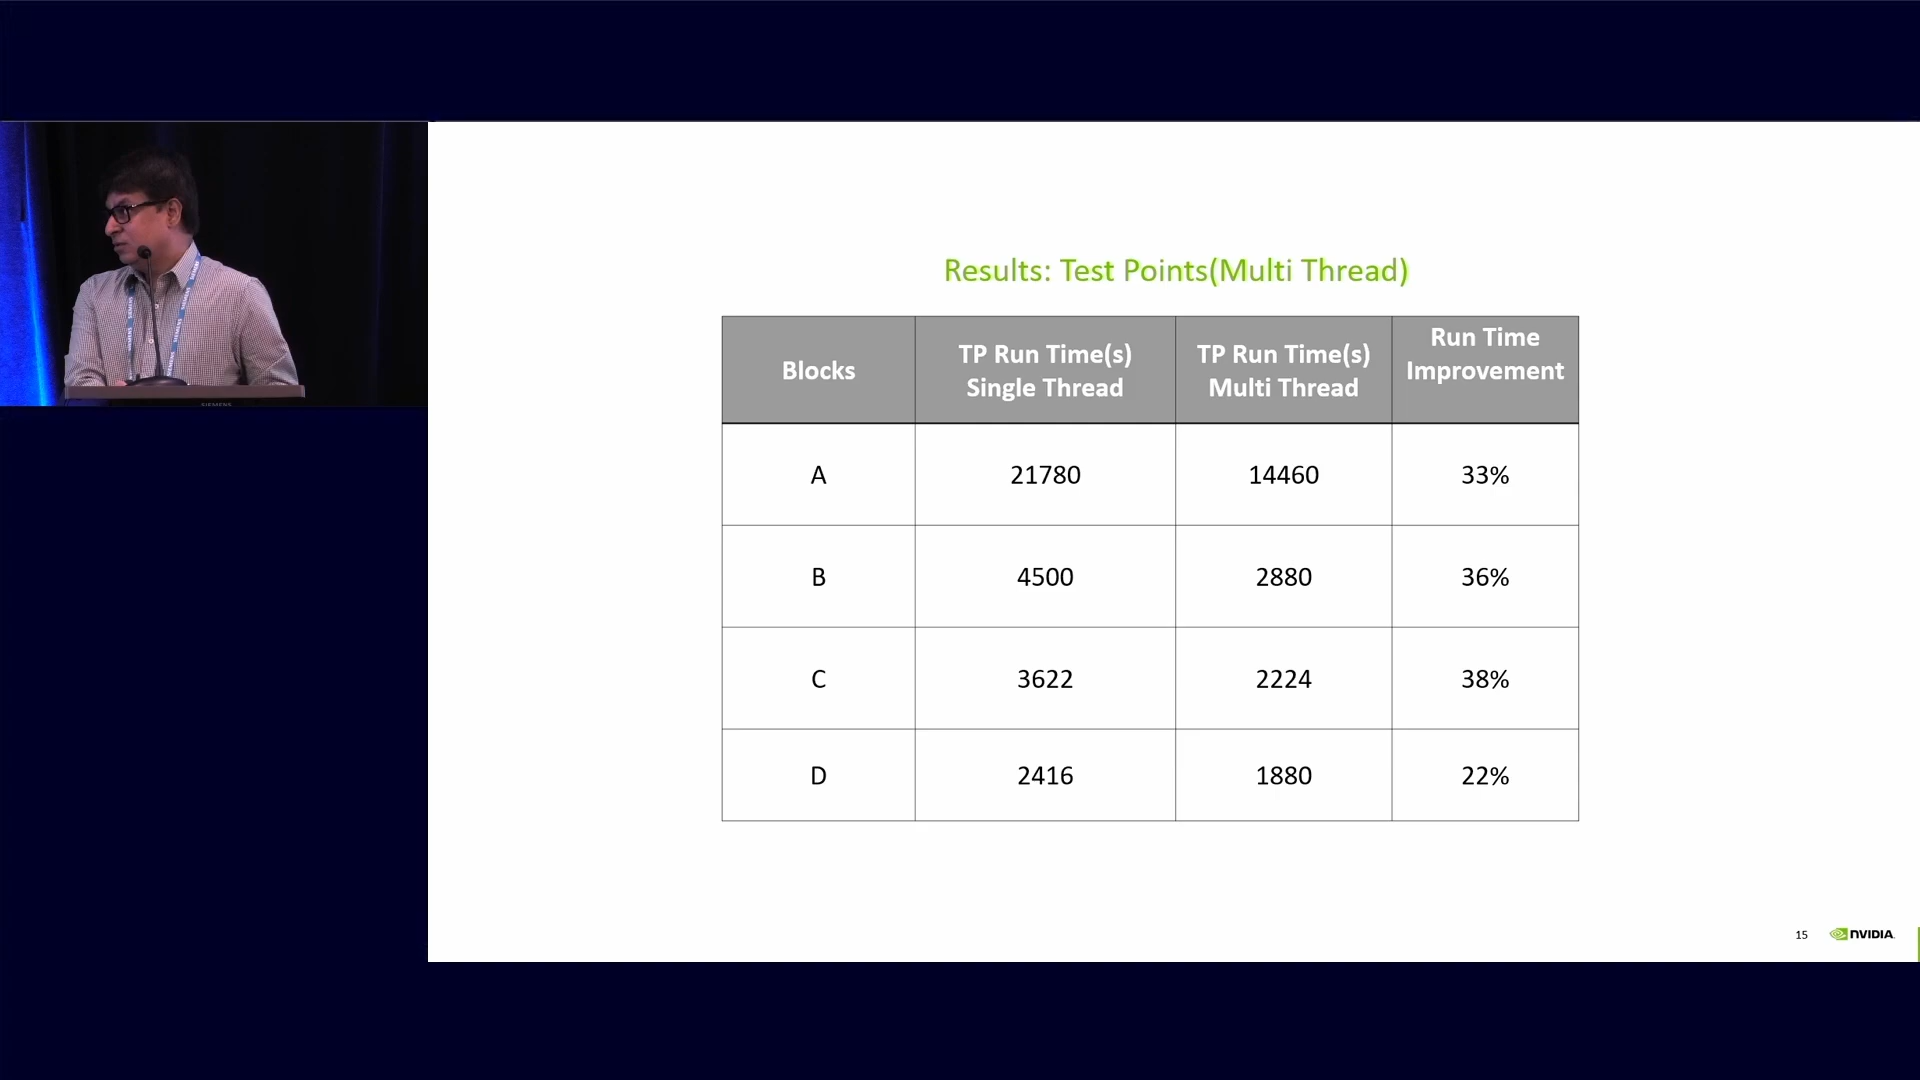 Results: Test Points(Multi Thread)
Blocks
TP Run Time(s)
Single Thread
TP Run Time(s)
Multi Thread
Run Time
Improvement
A 21780 14460 33%
B 4500 2880 36%
C 3622 2224 38%
D 2416 1880 22%
15 NVIDIA
SIEMENS